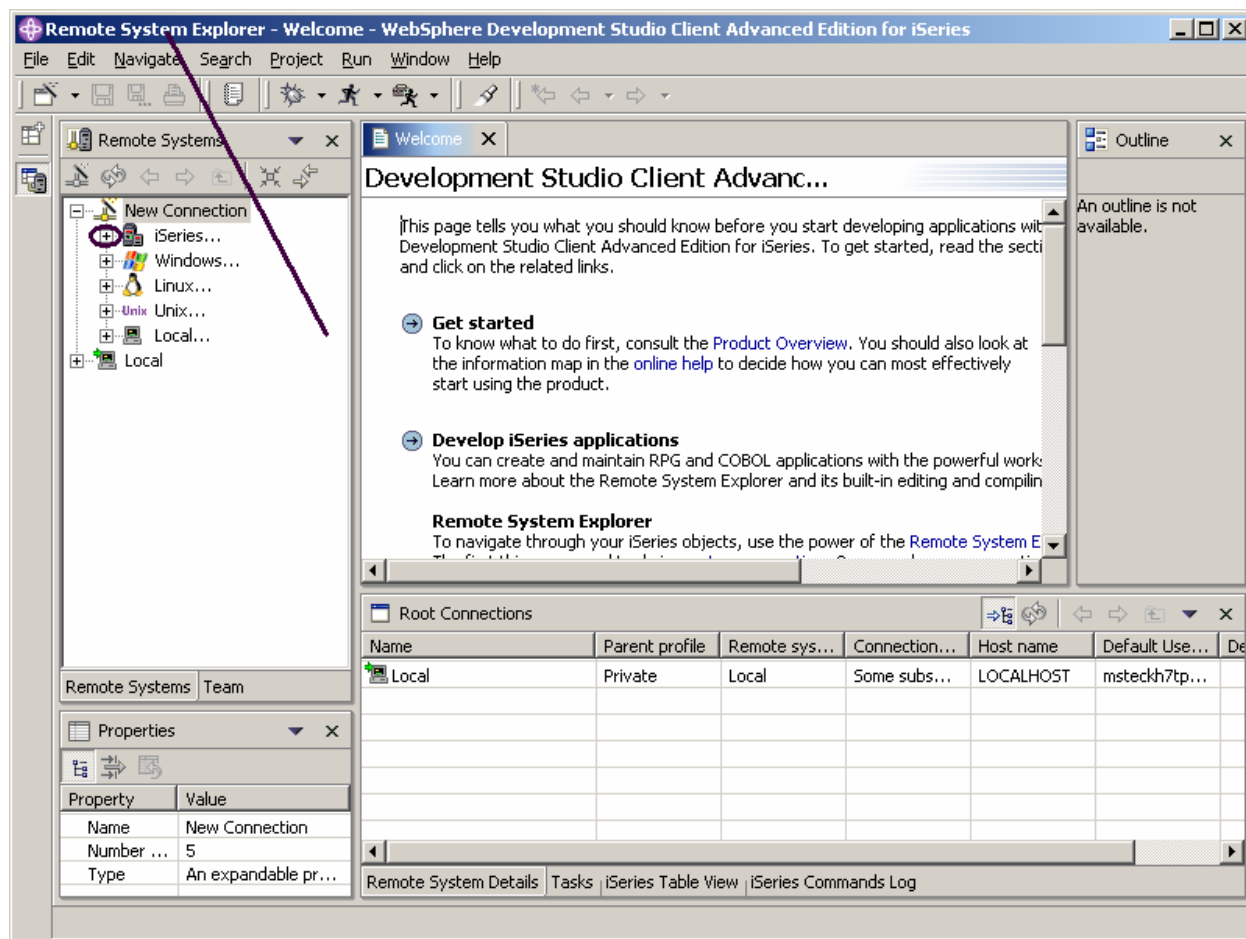 Remote System Explorer - Welcome - WebSphere Development Studio Client Advanced Edition for iSeries
File Edit Navigate Search Project Run Window Help
Remote Systems
New Connection
iSeries...
Windows...
Linux...
Unix Unix...
Local...
Local
Remote Systems Team
Properties
Property Value
Name New Connection
Number ... 5
Type An expandable pr...
Welcome
Development Studio Client Advanc...
This page tells you what you should know before you start developing applications wit
Development Studio Client Advanced Edition for iSeries. To get started, read the secti
and click on the related links.
Get started
To know what to do first, consult the Product Overview. You should also look at
the information map in the online help to decide how you can most effectively
start using the product.
Develop iSeries applications
You can create and maintain RPG and COBOL applications with the powerful work
Learn more about the Remote System Explorer and its built-in editing and compilin
Remote System Explorer
To navigate through your iSeries objects, use the power of the Remote System E
Outline
An outline is not
available.
Root Connections
Name Parent profile Remote sys... Connection... Host name Default Use... De
Local Private Local Some subs... LOCALHOST msteckh7tp...
Remote System Details Tasks iSeries Table View iSeries Commands Log